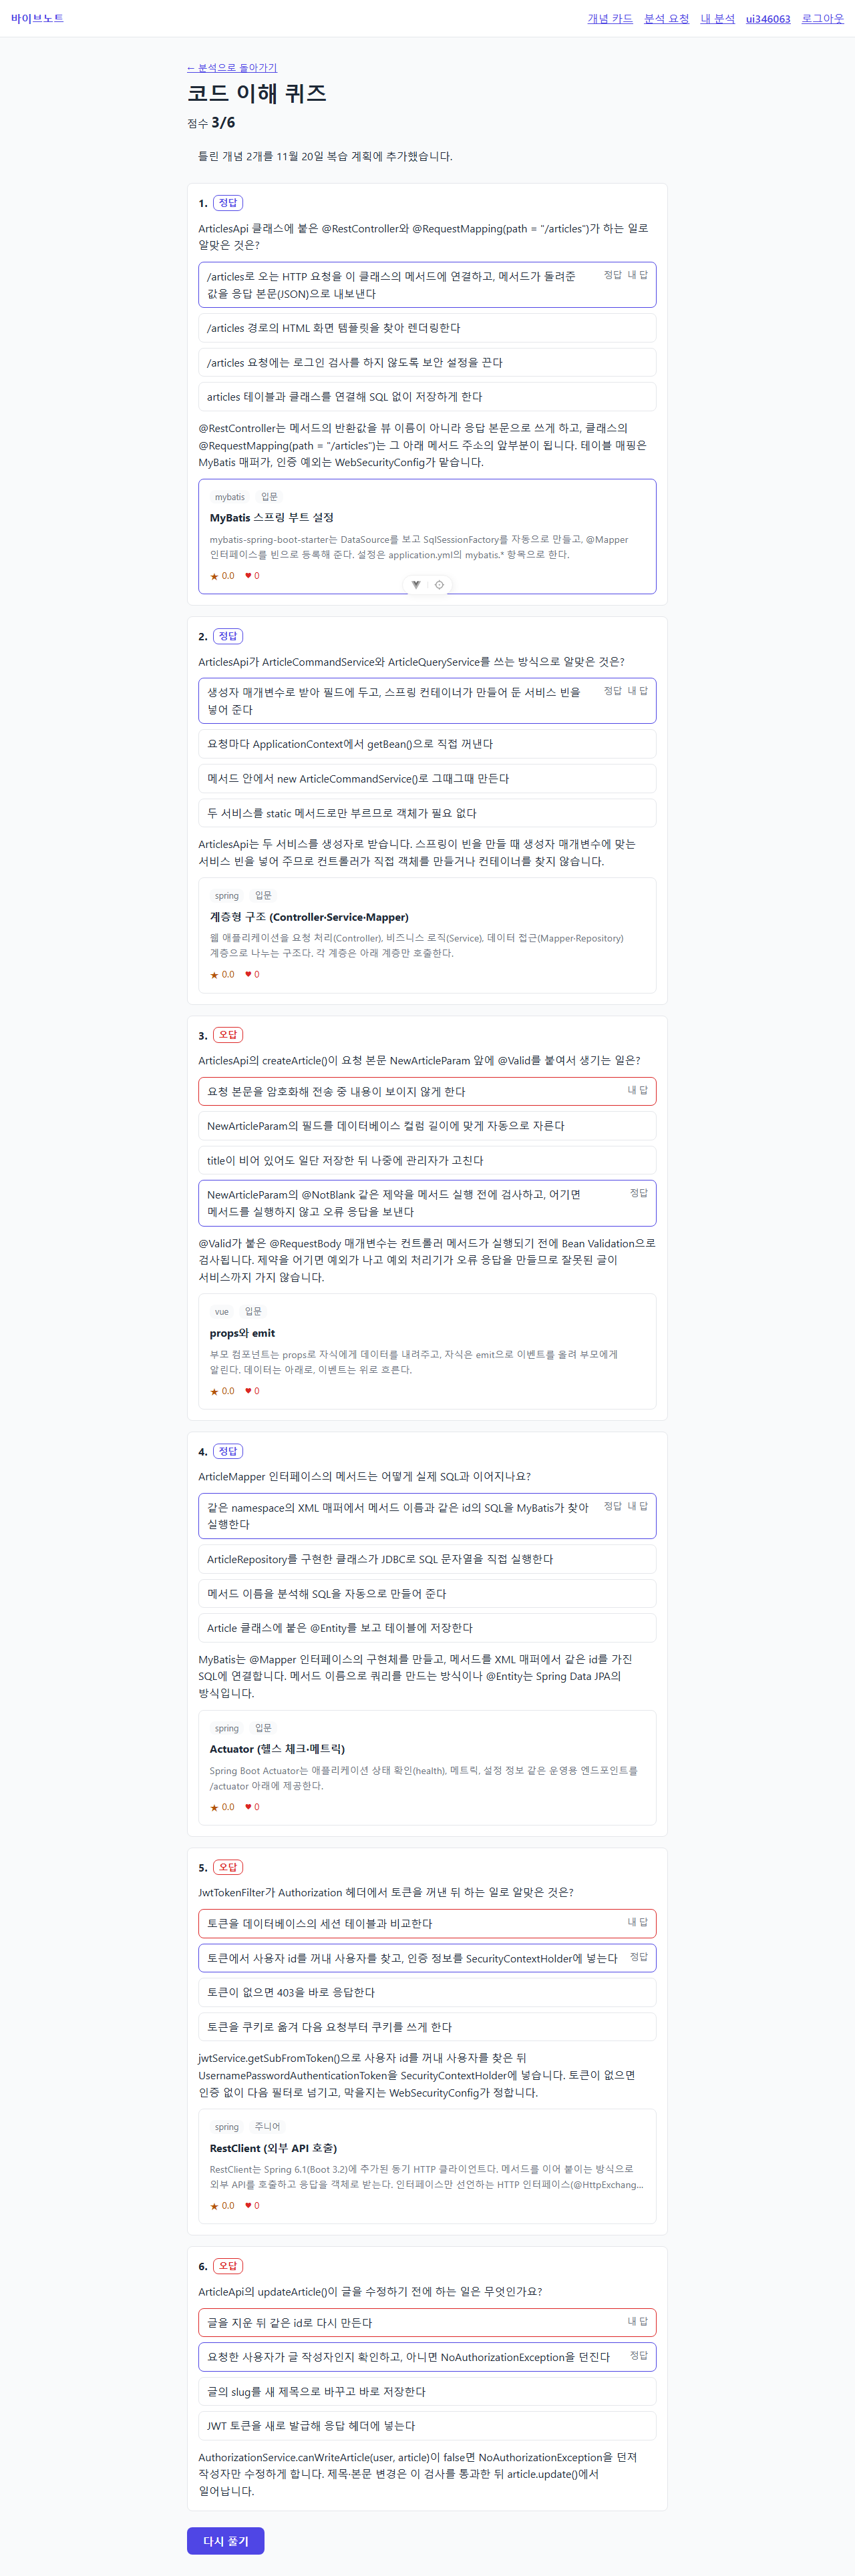 바이브노트
개념 카드 분석 요청 내 분석 ui346063 로그아웃
← 분석으로 돌아가기
코드 이해 퀴즈
점수 3/6
틀린 개념 2개를 11월 20일 복습 계획에 추가했습니다.
1. 정답
ArticlesApi 클래스에 붙은 @RestController와 @RequestMapping(path = "/articles")가 하는 일로
알맞은 것은?
/articles로 오는 HTTP 요청을 이 클래스의 메서드에 연결하고, 메서드가 돌려준 정답 내 답
값을 응답 본문(JSON)으로 내보낸다
/articles 경로의 HTML 화면 템플릿을 찾아 렌더링한다
/articles 요청에는 로그인 검사를 하지 않도록 보안 설정을 끈다
articles 테이블과 클래스를 연결해 SQL 없이 저장하게 한다
@RestController는 메서드의 반환값을 뷰 이름이 아니라 응답 본문으로 쓰게 하고, 클래스의
@RequestMapping(path = "/articles")는 그 아래 메서드 주소의 앞부분이 됩니다. 테이블 매핑은
MyBatis 매퍼가, 인증 예외는 WebSecurityConfig가 맡습니다.
mybatis 입문
MyBatis 스프링 부트 설정
mybatis-spring-boot-starter는 DataSource를 보고 SqlSessionFactory를 자동으로 만들고, @Mapper
인터페이스를 빈으로 등록해 준다. 설정은 application.yml의 mybatis.* 항목으로 한다.
★ 0.0 ♥ 0
2. 정답
ArticlesApi가 ArticleCommandService와 ArticleQueryService를 쓰는 방식으로 알맞은 것은?
생성자 매개변수로 받아 필드에 두고, 스프링 컨테이너가 만들어 둔 서비스 빈을 정답 내 답
넣어 준다
요청마다 ApplicationContext에서 getBean()으로 직접 꺼낸다
메서드 안에서 new ArticleCommandService()로 그때그때 만든다
두 서비스를 static 메서드로만 부르므로 객체가 필요 없다
ArticlesApi는 두 서비스를 생성자로 받습니다. 스프링이 빈을 만들 때 생성자 매개변수에 맞는
서비스 빈을 넣어 주므로 컨트롤러가 직접 객체를 만들거나 컨테이너를 찾지 않습니다.
spring 입문
계층형 구조 (Controller·Service·Mapper)
웹 애플리케이션을 요청 처리(Controller), 비즈니스 로직(Service), 데이터 접근(Mapper·Repository)
계층으로 나누는 구조다. 각 계층은 아래 계층만 호출한다.
★ 0.0 ♥ 0
3. 오답
ArticlesApi의 createArticle()이 요청 본문 NewArticleParam 앞에 @Valid를 붙여서 생기는 일은?
요청 본문을 암호화해 전송 중 내용이 보이지 않게 한다 내 답
NewArticleParam의 필드를 데이터베이스 컬럼 길이에 맞게 자동으로 자른다
title이 비어 있어도 일단 저장한 뒤 나중에 관리자가 고친다
NewArticleParam의 @NotBlank 같은 제약을 메서드 실행 전에 검사하고, 어기면 정답
메서드를 실행하지 않고 오류 응답을 보낸다
@Valid가 붙은 @RequestBody 매개변수는 컨트롤러 메서드가 실행되기 전에 Bean Validation으로
검사됩니다. 제약을 어기면 예외가 나고 예외 처리기가 오류 응답을 만들므로 잘못된 글이
서비스까지 가지 않습니다.
vue 입문
props와 emit
부모 컴포넌트는 props로 자식에게 데이터를 내려주고, 자식은 emit으로 이벤트를 올려 부모에게
알린다. 데이터는 아래로, 이벤트는 위로 흐른다.
★ 0.0 ♥ 0
4. 정답
ArticleMapper 인터페이스의 메서드는 어떻게 실제 SQL과 이어지나요?
같은 namespace의 XML 매퍼에서 메서드 이름과 같은 id의 SQL을 MyBatis가 찾아 정답 내 답
실행한다
ArticleRepository를 구현한 클래스가 JDBC로 SQL 문자열을 직접 실행한다
메서드 이름을 분석해 SQL을 자동으로 만들어 준다
Article 클래스에 붙은 @Entity를 보고 테이블에 저장한다
MyBatis는 @Mapper 인터페이스의 구현체를 만들고, 메서드를 XML 매퍼에서 같은 id를 가진
SQL에 연결합니다. 메서드 이름으로 쿼리를 만드는 방식이나 @Entity는 Spring Data JPA의
방식입니다.
spring 입문
Actuator (헬스 체크·메트릭)
Spring Boot Actuator는 애플리케이션 상태 확인(health), 메트릭, 설정 정보 같은 운영용 엔드포인트를
/actuator 아래에 제공한다.
★ 0.0 ♥ 0
5. 오답
JwtTokenFilter가 Authorization 헤더에서 토큰을 꺼낸 뒤 하는 일로 알맞은 것은?
토큰을 데이터베이스의 세션 테이블과 비교한다 내 답
토큰에서 사용자 id를 꺼내 사용자를 찾고, 인증 정보를 SecurityContextHolder에 넣는다 정답
토큰이 없으면 403을 바로 응답한다
토큰을 쿠키로 옮겨 다음 요청부터 쿠키를 쓰게 한다
jwtService.getSubFromToken()으로 사용자 id를 꺼내 사용자를 찾은 뒤
UsernamePasswordAuthenticationToken을 SecurityContextHolder에 넣습니다. 토큰이 없으면
인증 없이 다음 필터로 넘기고, 막을지는 WebSecurityConfig가 정합니다.
spring 주니어
RestClient (외부 API 호출)
RestClient는 Spring 6.1(Boot 3.2)에 추가된 동기 HTTP 클라이언트다. 메서드를 이어 붙이는 방식으로
외부 API를 호출하고 응답을 객체로 받는다. 인터페이스만 선언하는 HTTP 인터페이스(@HttpExchang...
★ 0.0 ♥ 0
6. 오답
ArticleApi의 updateArticle()이 글을 수정하기 전에 하는 일은 무엇인가요?
글을 지운 뒤 같은 id로 다시 만든다 내 답
요청한 사용자가 글 작성자인지 확인하고, 아니면 NoAuthorizationException을 던진다 정답
글의 slug를 새 제목으로 바꾸고 바로 저장한다
JWT 토큰을 새로 발급해 응답 헤더에 넣는다
AuthorizationService.canWriteArticle(user, article)이 false면 NoAuthorizationException을 던져
작성자만 수정하게 합니다. 제목·본문 변경은 이 검사를 통과한 뒤 article.update()에서
일어납니다.
다시 풀기